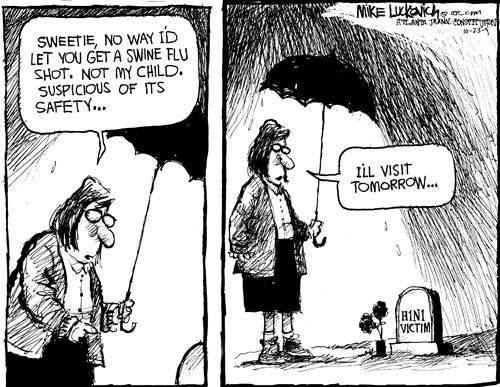 SWEETIE, NO WAY I'D
LET YOU GET A SWINE FLU
SHOT. NOT MY CHILD.
SUSPICIOUS OF ITS
SAFETY...
MIKE LUCKOVICH © AJC.COM
ATLANTA JOURNAL-CONSTITUTION
10-23-9
I'LL VISIT
TOMORROW...
H1N1
VICTIM